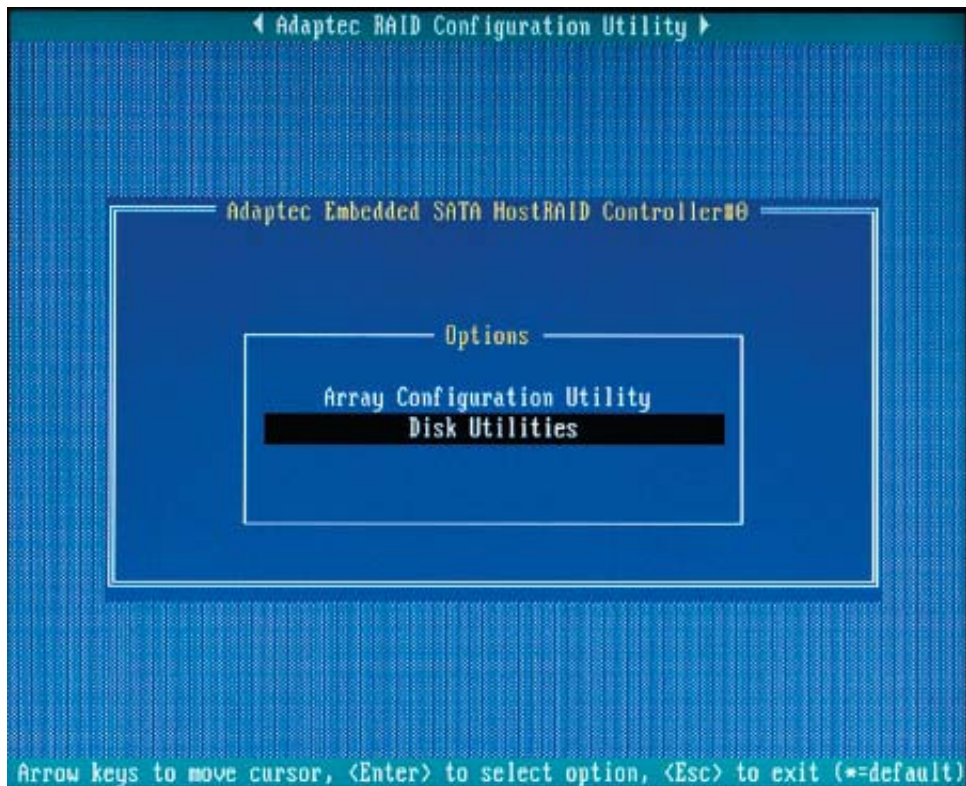 Adaptec RAID Configuration Utility
Adaptec Embedded SATA HostRAID Controller#0
Options
Array Configuration Utility
Disk Utilities
Arrow keys to move cursor, <Enter> to select option, <Esc> to exit (*=default)